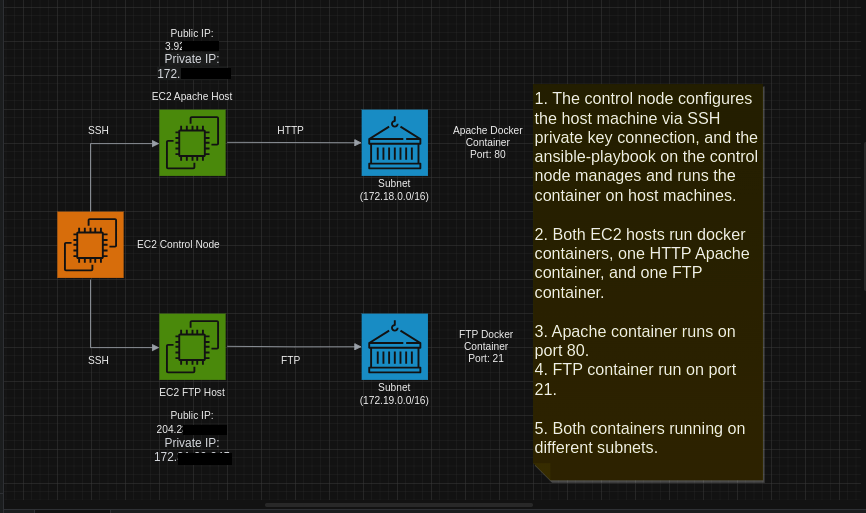 Public IP:
3.92
Private IP:
172.
EC2 Apache Host
SSH
HTTP
Apache Docker
Container
Port: 80
Subnet
(172.18.0.0/16)
EC2 Control Node
SSH
FTP
FTP Docker
Container
Port: 21
Subnet
(172.19.0.0/16)
EC2 FTP Host
Public IP:
204.2
Private IP:
172.
1. The control node configures
the host machine via SSH
private key connection, and the
ansible-playbook on the control
node manages and runs the
container on host machines.
2. Both EC2 hosts run docker
containers, one HTTP Apache
container, and one FTP
container.
3. Apache container runs on
port 80.
4. FTP container run on port
21.
5. Both containers running on
different subnets.